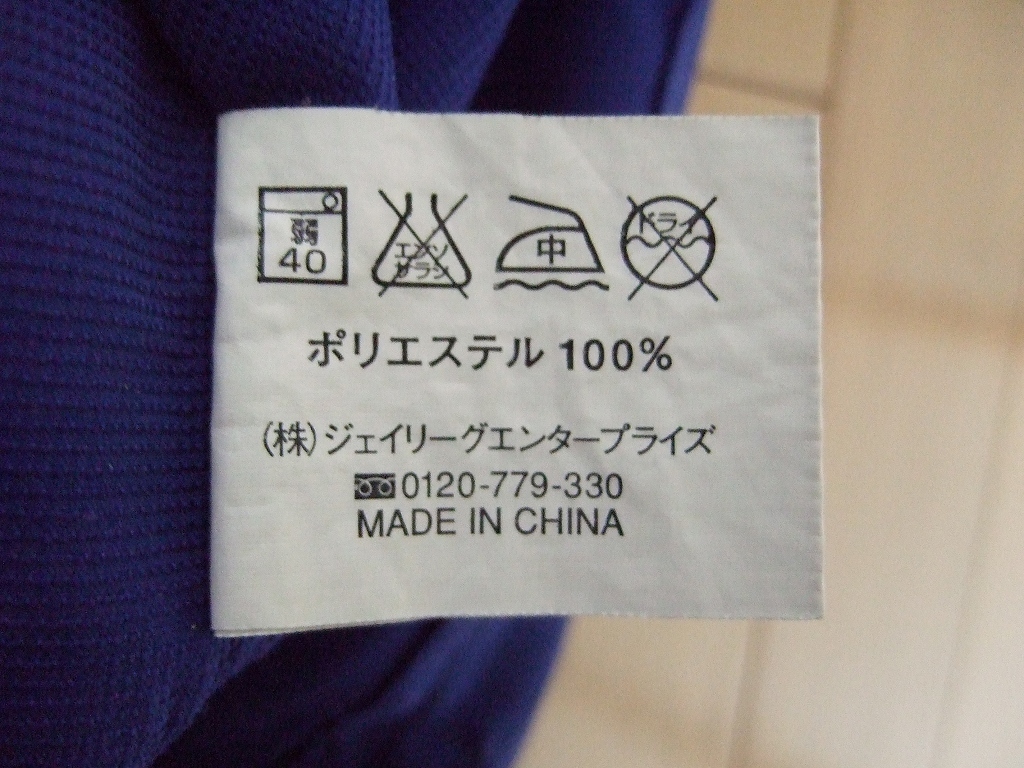 弱
40
エンソ
サラシ
中
ドライ
ポリエステル 100%
(株)ジェイリーグエンタープライズ
0120-779-330
MADE IN CHINA